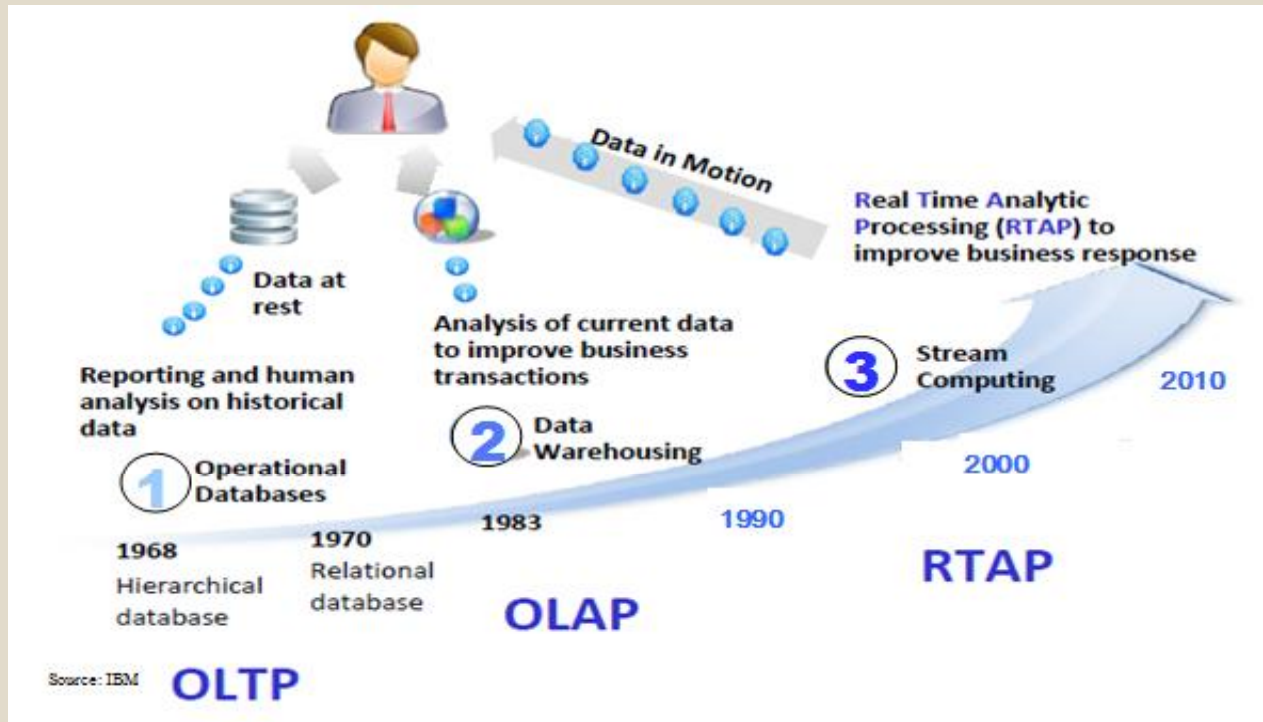 Data in Motion
Real Time Analytic
Processing (RTAP) to
improve business response
Data at
rest
Analysis of current data
to improve business
transactions
Reporting and human
analysis on historical
data
3
Stream
Computing
2010
2
Data
Warehousing
1
Operational
Databases
2000
1990
1983
1970
Relational
database
1968
Hierarchical
database
RTAP
OLAP
Source: IBM
OLTP